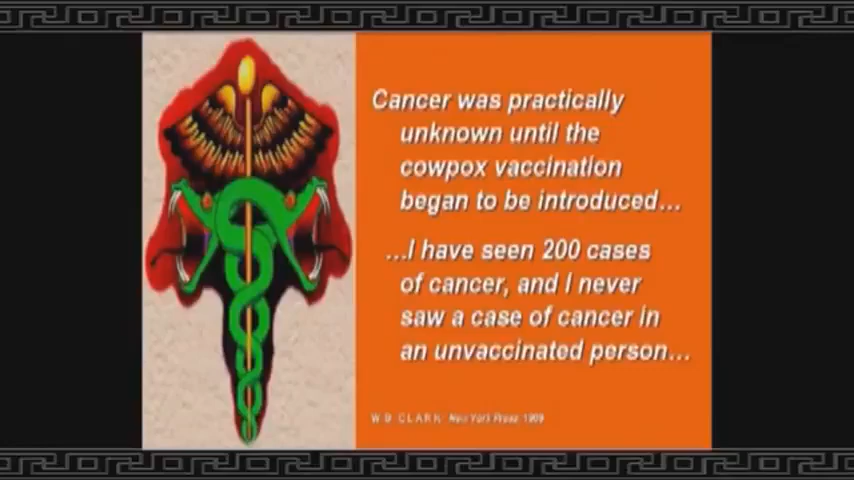 Cancer was practically
unknown until the
cowpox vaccination
began to be introduced...
...I have seen 200 cases
of cancer, and I never
saw a case of cancer in
an unvaccinated person...
W B CLARK New York Press 1909